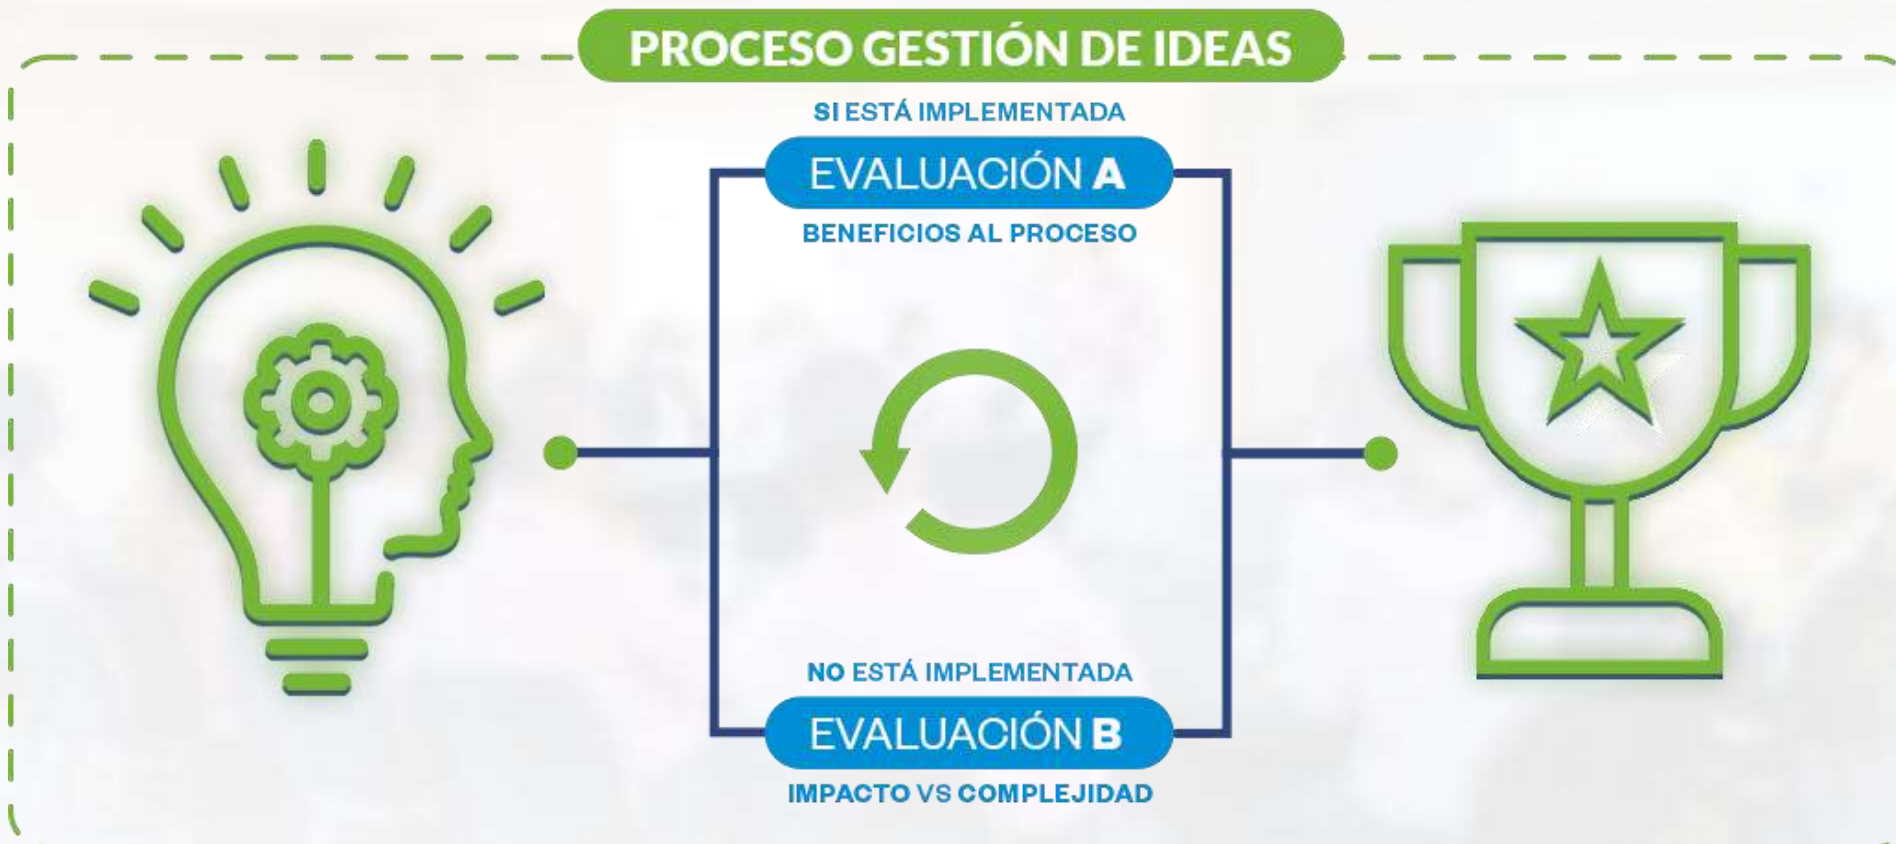 PROCESO GESTIÓN DE IDEAS
SI ESTÁ IMPLEMENTADA
EVALUACIÓN A
BENEFICIOS AL PROCESO
NO ESTÁ IMPLEMENTADA
EVALUACIÓN B
IMPACTO VS COMPLEJIDAD